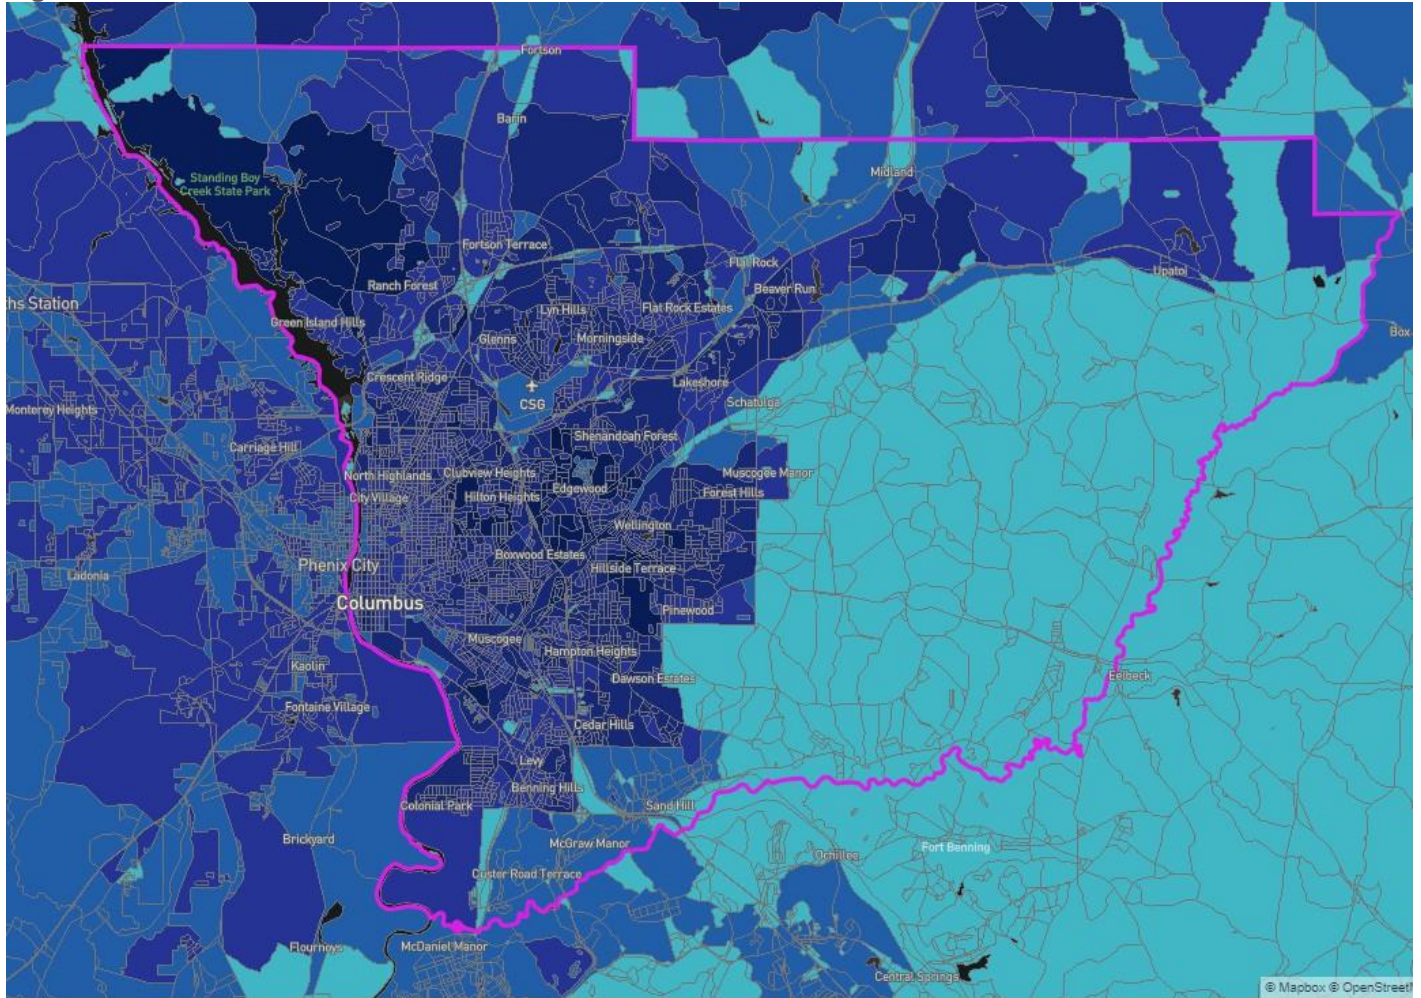 Fortson
Barin
Midland
Standing Boy
Creek State Park
Fortson Terrace
Flat Rock
Upatoi
Ranch Forest
Beaver Run
ths Station
Lyn Hills
Flat Rock Estates
Green Island Hills
Glenns
Morningside
Box
Crescent Ridge
Lakeshore
CSG
Schatulga
Monterey Heights
Shenandoah Forest
Carriage Hill
North Highlands
Clubview Heights
Muscogee Manor
Edgewood
Forest Hills
City Village
Hilton Heights
Wellington
Boxwood Estates
Phenix City
Hillside Terrace
Ladonia
Columbus
Pinewood
Muscogee
Hampton Heights
Kaolin
Dawson Estates
Eelbeck
Fontaine Village
Cedar Hills
Levy
Benning Hills
Colonial Park
Sand Hill
Brickyard
McGraw Manor
Fort Benning
Ochillee
Custer Road Terrace
Flournoys
McDaniel Manor
Central Springs
© Mapbox © OpenStreetM